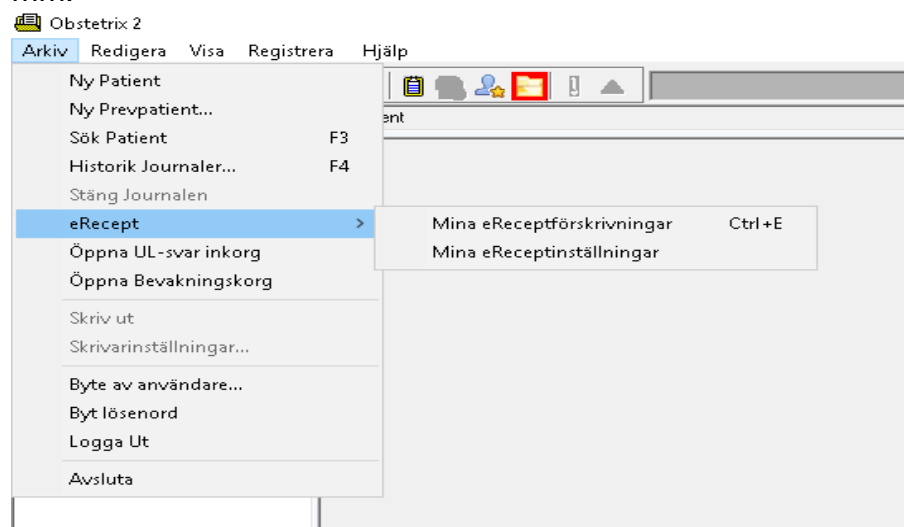 Obstetrix 2
Arkiv Redigera Visa Registrera Hjälp
Ny Patient
Ny Prevpatient...
ent
Sök Patient F3
Historik Journaler... F4
Stäng Journalen
eRecept > Mina eReceptförskrivningar Ctrl+E
Öppna UL-svar inkorg Mina eReceptinställningar
Öppna Bevakningskorg
Skriv ut
Skrivarinställningar...
Byte av användare...
Byt lösenord
Logga Ut
Avsluta